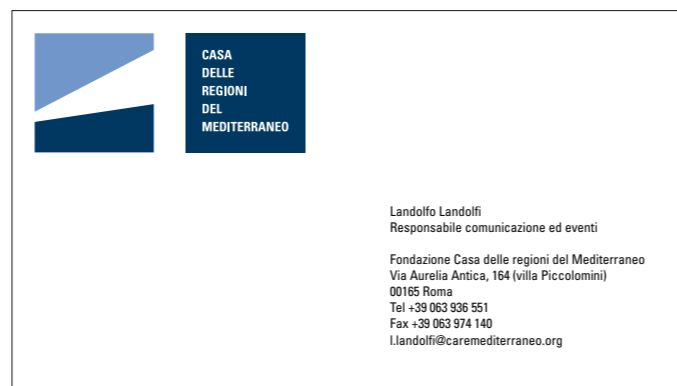 CASA
DELLE
REGIONI
DEL
MEDITERRANEO
Landolfo Landolfi
Responsabile comunicazione ed eventi
Fondazione Casa delle regioni del Mediterraneo
Via Aurelia Antica, 164 (villa Piccolomini)
00165 Roma
Tel +39 063 936 551
Fax +39 063 974 140
l.landolfi@caremediterraneo.org